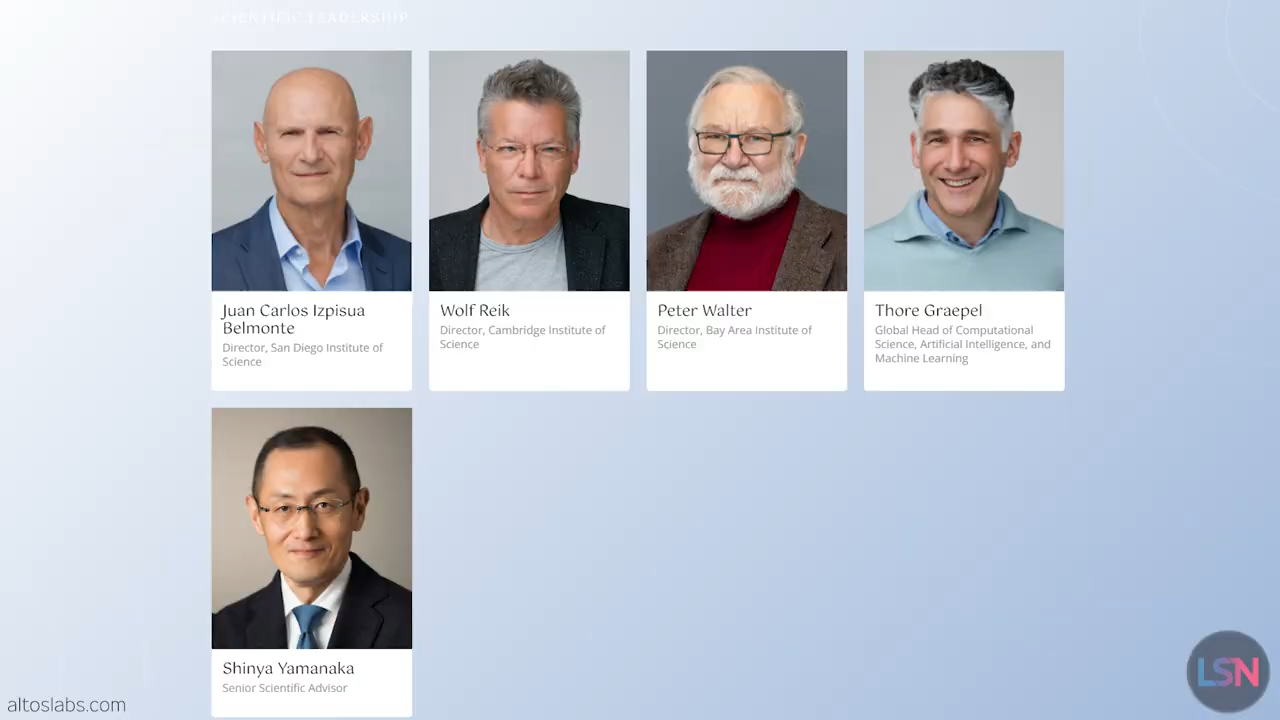 SCIENTIFIC LEADERSHIP
Juan Carlos Izpisua
Belmonte
Director, San Diego Institute of
Science
Wolf Reik
Director, Cambridge Institute of
Science
Peter Walter
Director, Bay Area Institute of
Science
Thore Graepel
Global Head of Computational
Science, Artificial Intelligence, and
Machine Learning
Shinya Yamanaka
Senior Scientific Advisor
altoslabs.com
LSN